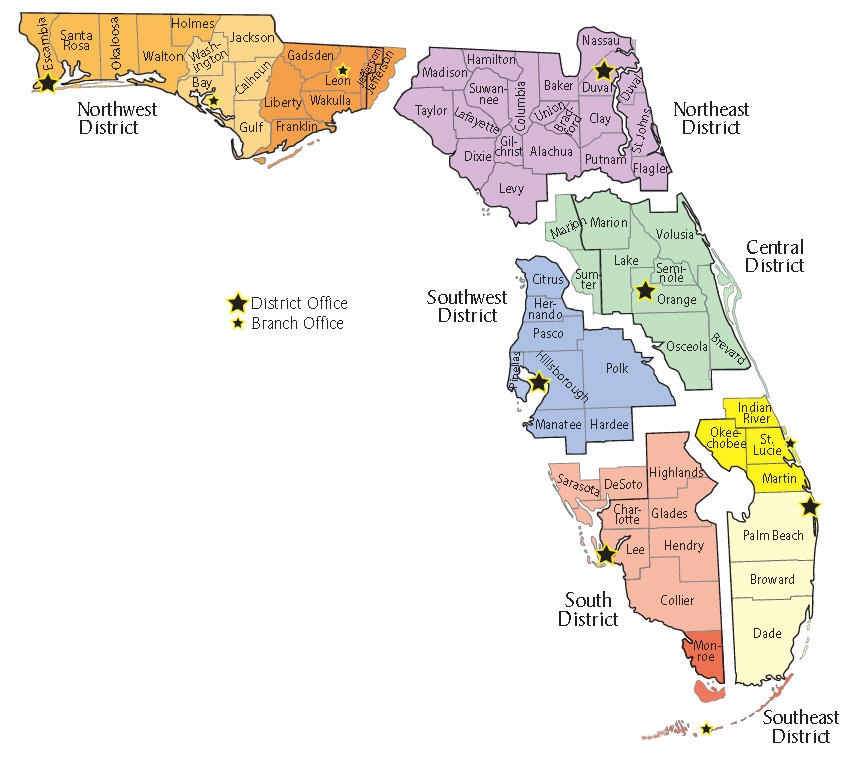 Escambia
Santa
Rosa
Okaloosa
Walton
Holmes
Wash-
ington
Bay
Jackson
Calhoun
Gulf
Gadsden
Liberty
Leon
Wakulla
Franklin
Jefferson
Jefferson
Northwest
District
Madison
Hamilton
Taylor
Suwan-
nee
Lafayette
Columbia
Dixie
Gil-
christ
Levy
Baker
Union
Brad-
ford
Alachua
Nassau
Duval
Duval
Clay
St. Johns
Putnam
Flagler
Northeast
District
Marion
Marion
Volusia
Lake
Sum-
ter
Semi-
nole
Orange
Osceola
Brevard
Central
District
District Office
Branch Office
Southwest
District
Citrus
Her-
nando
Pasco
Pinellas
Hillsborough
Polk
Manatee
Hardee
Indian
River
Okee-
chobee
St.
Lucie
Martin
Palm Beach
Broward
Dade
Sarasota
DeSoto
Highlands
Char-
lotte
Glades
Lee
Hendry
Collier
Mon-
roe
South
District
Southeast
District